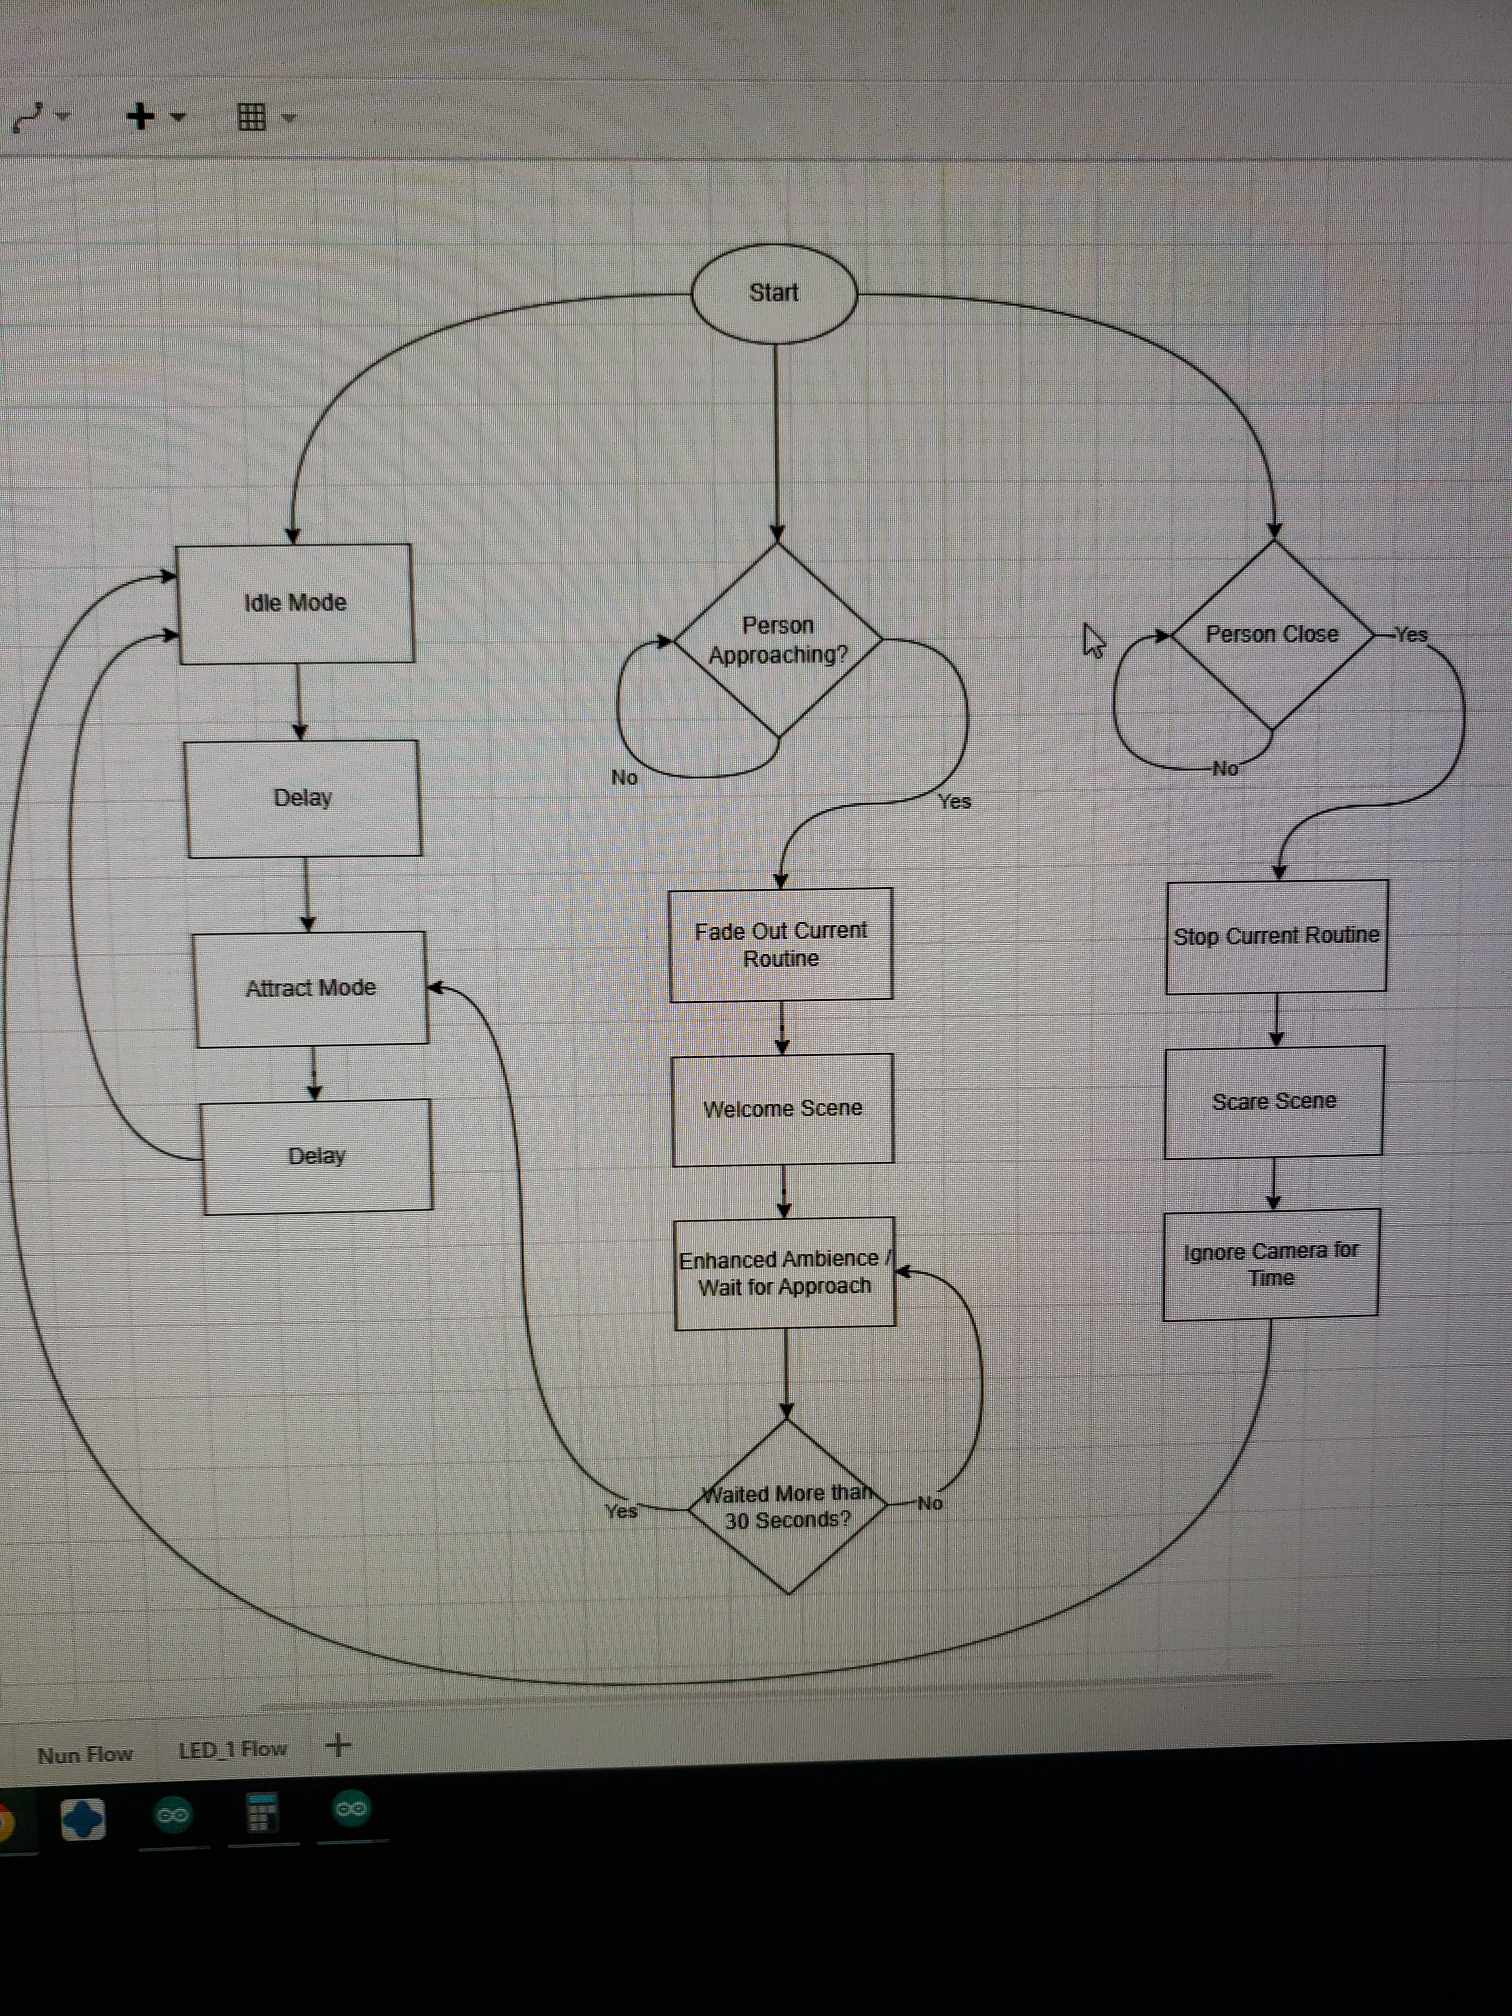 Start
Idle Mode
Delay
Attract Mode
Delay
Person
Approaching?
No
Yes
Fade Out Current
Routine
Welcome Scene
Enhanced Ambience /
Wait for Approach
Waited More than
30 Seconds?
Yes
No
Person Close
Yes
No
Stop Current Routine
Scare Scene
Ignore Camera for
Time
Nun Flow
LED_1 Flow